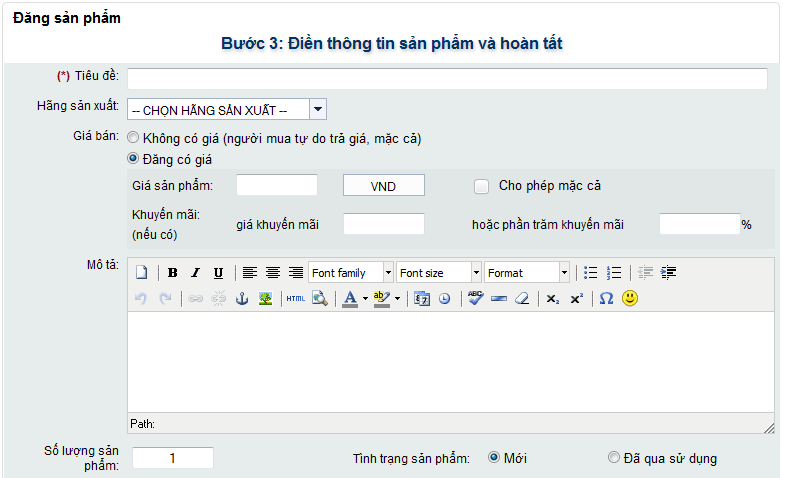 Đăng sản phẩm
Bước 3: Điền thông tin sản phẩm và hoàn tất
(*) Tiêu đề:
Hãng sản xuất: -- CHỌN HÃNG SẢN XUẤT --
Giá bán: Không có giá (người mua tự do trả giá, mặc cả)
Đăng có giá
Giá sản phẩm: VND Cho phép mặc cả
Khuyến mãi: giá khuyến mãi hoặc phần trăm khuyến mãi %
(nếu có)
Mô tả: B I U Font family Font size Format
HTML A ab ABC x₂ x² Ω
Path:
Số lượng sản phẩm: 1 Tình trạng sản phẩm: Mới Đã qua sử dụng